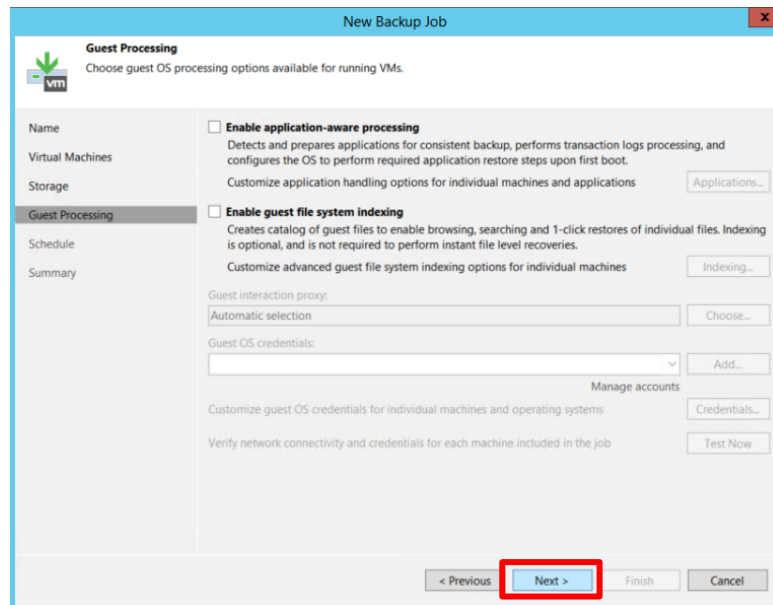 New Backup Job
x
Guest Processing
Choose guest OS processing options available for running VMs.
vm
Name
Virtual Machines
Storage
Guest Processing
Schedule
Summary
Enable application-aware processing
Detects and prepares applications for consistent backup, performs transaction logs processing, and
configures the OS to perform required application restore steps upon first boot.
Customize application handling options for individual machines and applications
Applications...
Enable guest file system indexing
Creates catalog of guest files to enable browsing, searching and 1-click restores of individual files. Indexing
is optional, and is not required to perform instant file level recoveries.
Customize advanced guest file system indexing options for individual machines
Indexing...
Guest interaction proxy:
Automatic selection
Choose...
Guest OS credentials:
Add...
Manage accounts
Customize guest OS credentials for individual machines and operating systems
Credentials...
Verify network connectivity and credentials for each machine included in the job
Test Now
< Previous
Next >
Finish
Cancel